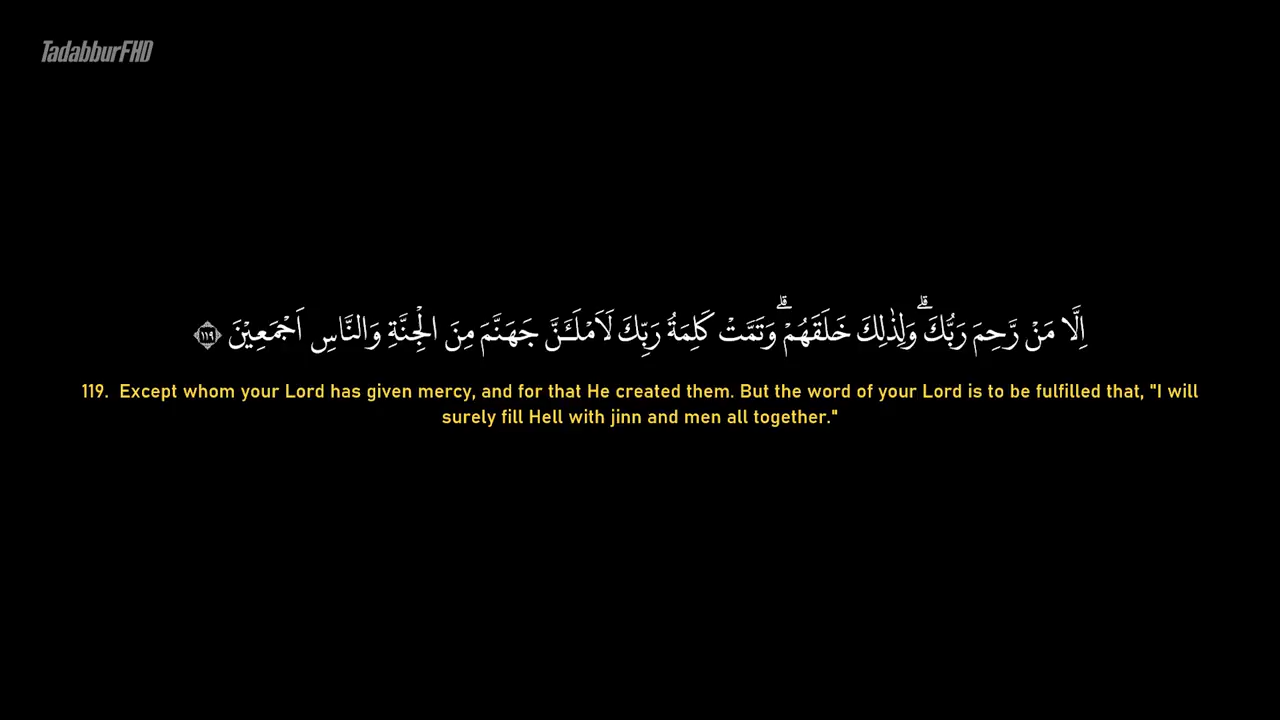 TadabburFHD
اِلَّا مَنْ رَّحِمَ رَبُّكَ ۗوَلِذٰلِكَ خَلَقَهُمْ ۗوَتَمَّتْ كَلِمَةُ رَبِّكَ لَاَمْلَـَٔنَّ جَهَنَّمَ مِنَ الْجِنَّةِ وَالنَّاسِ اَجْمَعِيْنَ ١١٩
119. Except whom your Lord has given mercy, and for that He created them. But the word of your Lord is to be fulfilled that, "I will
surely fill Hell with jinn and men all together."